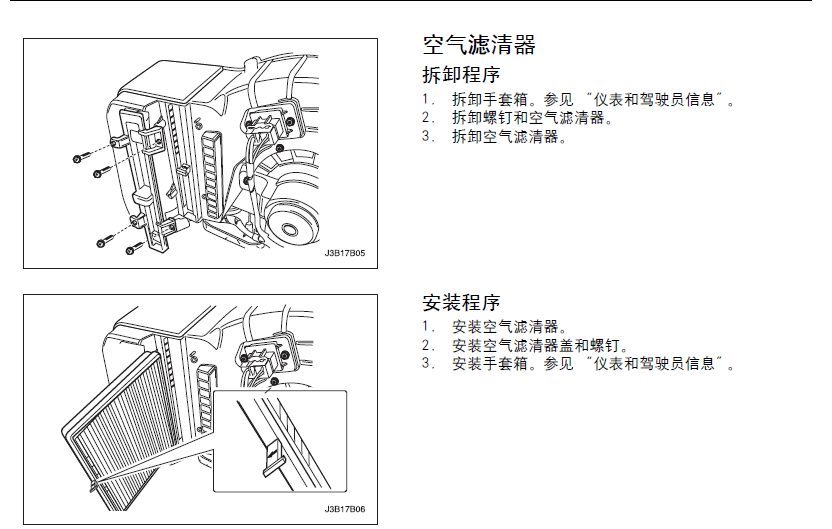 空气滤清器
拆卸程序
1. 拆卸手套箱。参见 “仪表和驾驶员信息”。
2. 拆卸螺钉和空气滤清器。
3. 拆卸空气滤清器。
J3B17B05
安装程序
1. 安装空气滤清器。
2. 安装空气滤清器盖和螺钉。
3. 安装手套箱。参见 “仪表和驾驶员信息”。
J3B17B06